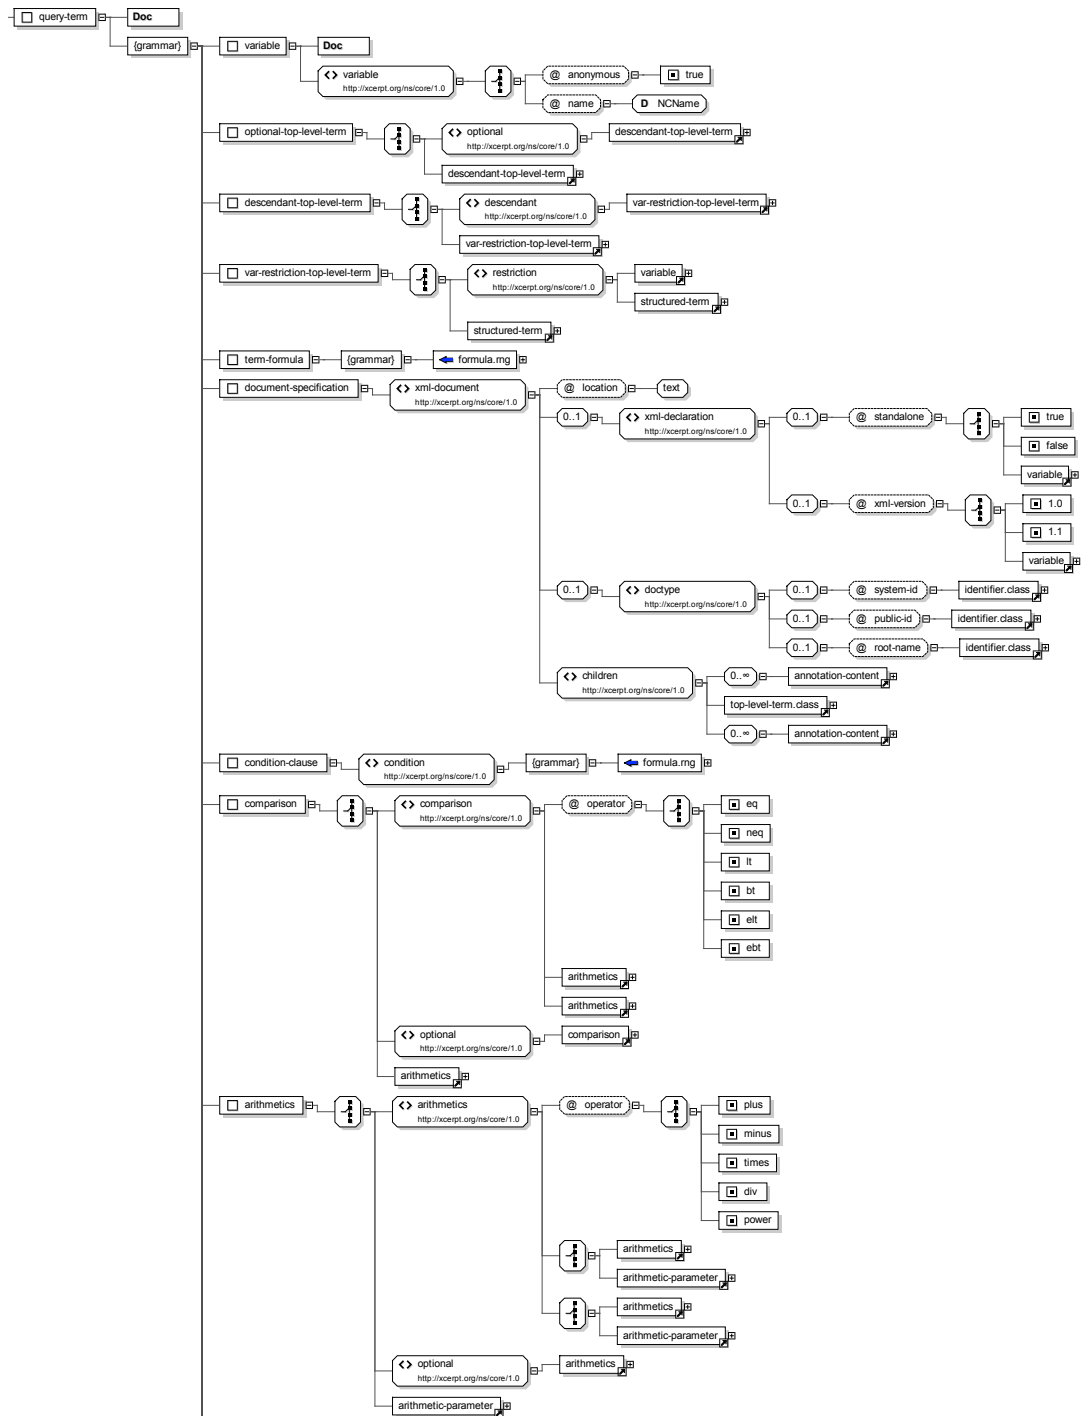 query-term
Doc
{grammar}
variable
Doc
<> variable
http://xcerpt.org/ns/core/1.0
@ anonymous
true
@ name
D NCName
optional-top-level-term
<> optional
http://xcerpt.org/ns/core/1.0
descendant-top-level-term
descendant-top-level-term
descendant-top-level-term
<> descendant
http://xcerpt.org/ns/core/1.0
var-restriction-top-level-term
var-restriction-top-level-term
var-restriction-top-level-term
<> restriction
http://xcerpt.org/ns/core/1.0
variable
structured-term
structured-term
term-formula
{grammar}
formula.rng
document-specification
<> xml-document
http://xcerpt.org/ns/core/1.0
@ location
text
0..1
<> xml-declaration
http://xcerpt.org/ns/core/1.0
0..1
@ standalone
true
false
variable
0..1
@ xml-version
1.0
1.1
variable
0..1
<> doctype
http://xcerpt.org/ns/core/1.0
0..1
@ system-id
identifier.class
0..1
@ public-id
identifier.class
0..1
@ root-name
identifier.class
<> children
http://xcerpt.org/ns/core/1.0
0..∞
annotation-content
top-level-term.class
0..∞
annotation-content
condition-clause
<> condition
http://xcerpt.org/ns/core/1.0
{grammar}
formula.rng
comparison
<> comparison
http://xcerpt.org/ns/core/1.0
@ operator
eq
neq
lt
bt
elt
ebt
arithmetics
arithmetics
<> optional
http://xcerpt.org/ns/core/1.0
comparison
arithmetics
arithmetics
<> arithmetics
http://xcerpt.org/ns/core/1.0
@ operator
plus
minus
times
div
power
arithmetics
arithmetic-parameter
arithmetics
arithmetic-parameter
<> optional
http://xcerpt.org/ns/core/1.0
arithmetics
arithmetic-parameter